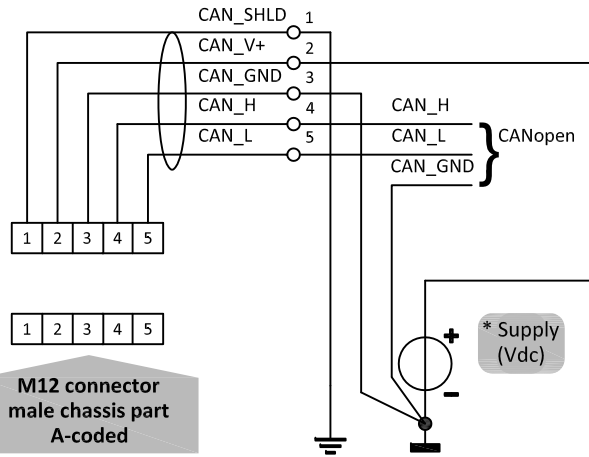 CAN_SHLD 1
CAN_V+ 2
CAN_GND 3
CAN_H 4 CAN_H
CAN_L 5 CAN_L
CANopen
CAN_GND
1 2 3 4 5
* Supply
(Vdc)
+
−
1 2 3 4 5
M12 connector
male chassis part
A-coded